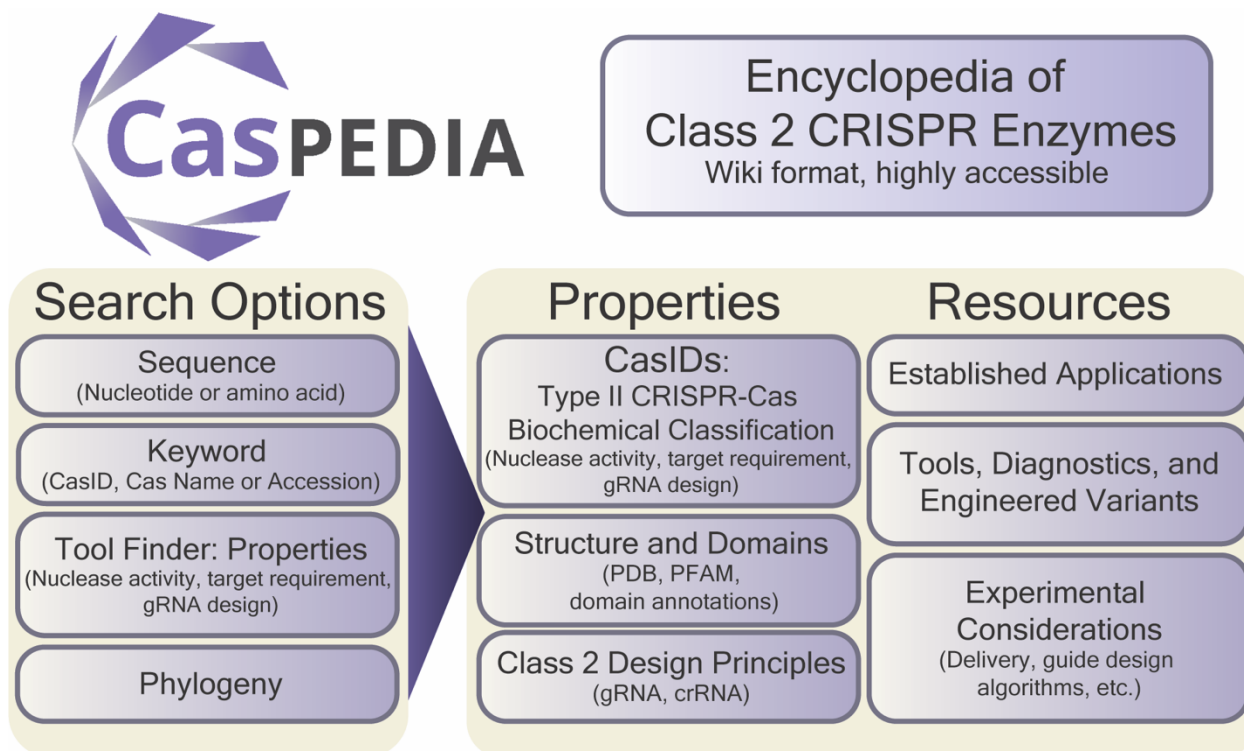 CasPEDIA
Encyclopedia of
Class 2 CRISPR Enzymes
Wiki format, highly accessible
Search Options
Sequence
(Nucleotide or amino acid)
Keyword
(CasID, Cas Name or Accession)
Tool Finder: Properties
(Nuclease activity, target requirement,
gRNA design)
Phylogeny
Properties
CasIDs:
Type II CRISPR-Cas
Biochemical Classification
(Nuclease activity, target requirement,
gRNA design)
Structure and Domains
(PDB, PFAM,
domain annotations)
Class 2 Design Principles
(gRNA, crRNA)
Resources
Established Applications
Tools, Diagnostics, and
Engineered Variants
Experimental
Considerations
(Delivery, guide design
algorithms, etc.)